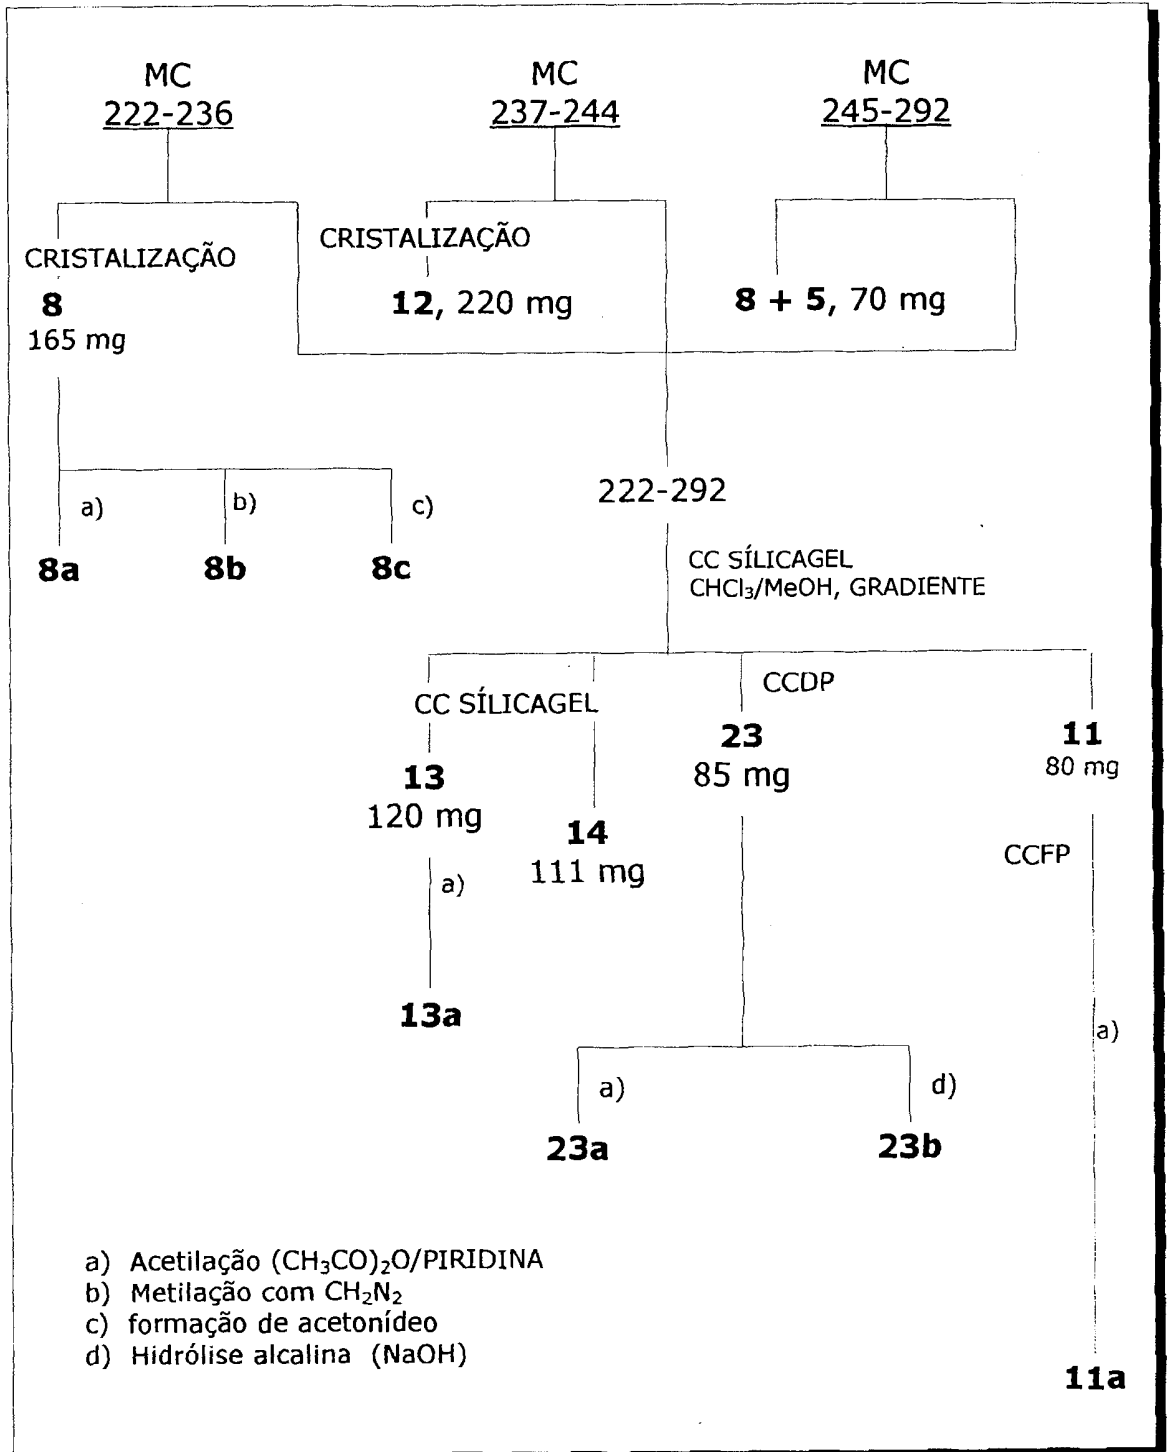 MC
222-236
MC
237-244
MC
245-292
CRISTALIZAÇÃO
8
165 mg
CRISTALIZAÇÃO
12, 220 mg
8 + 5, 70 mg
a)
b)
c)
8a
8b
8c
222-292
CC SÍLICAGEL
CHCl₃/MeOH, GRADIENTE
CC SÍLICAGEL
CCDP
13
120 mg
14
111 mg
23
85 mg
11
80 mg
CCFP
a)
13a
a)
a)
d)
23a
23b
11a
a) Acetilação (CH₃CO)₂O/PIRIDINA
b) Metilação com CH₂N₂
c) formação de acetonídeo
d) Hidrólise alcalina (NaOH)